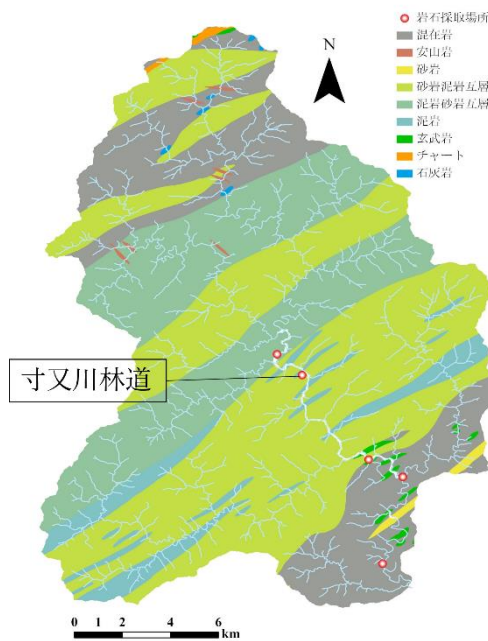 岩石採取場所
混在岩
安山岩
砂岩
砂岩泥岩互層
泥岩砂岩互層
泥岩
玄武岩
チャート
石灰岩
N
寸又川林道
0 1 2 4 6
km